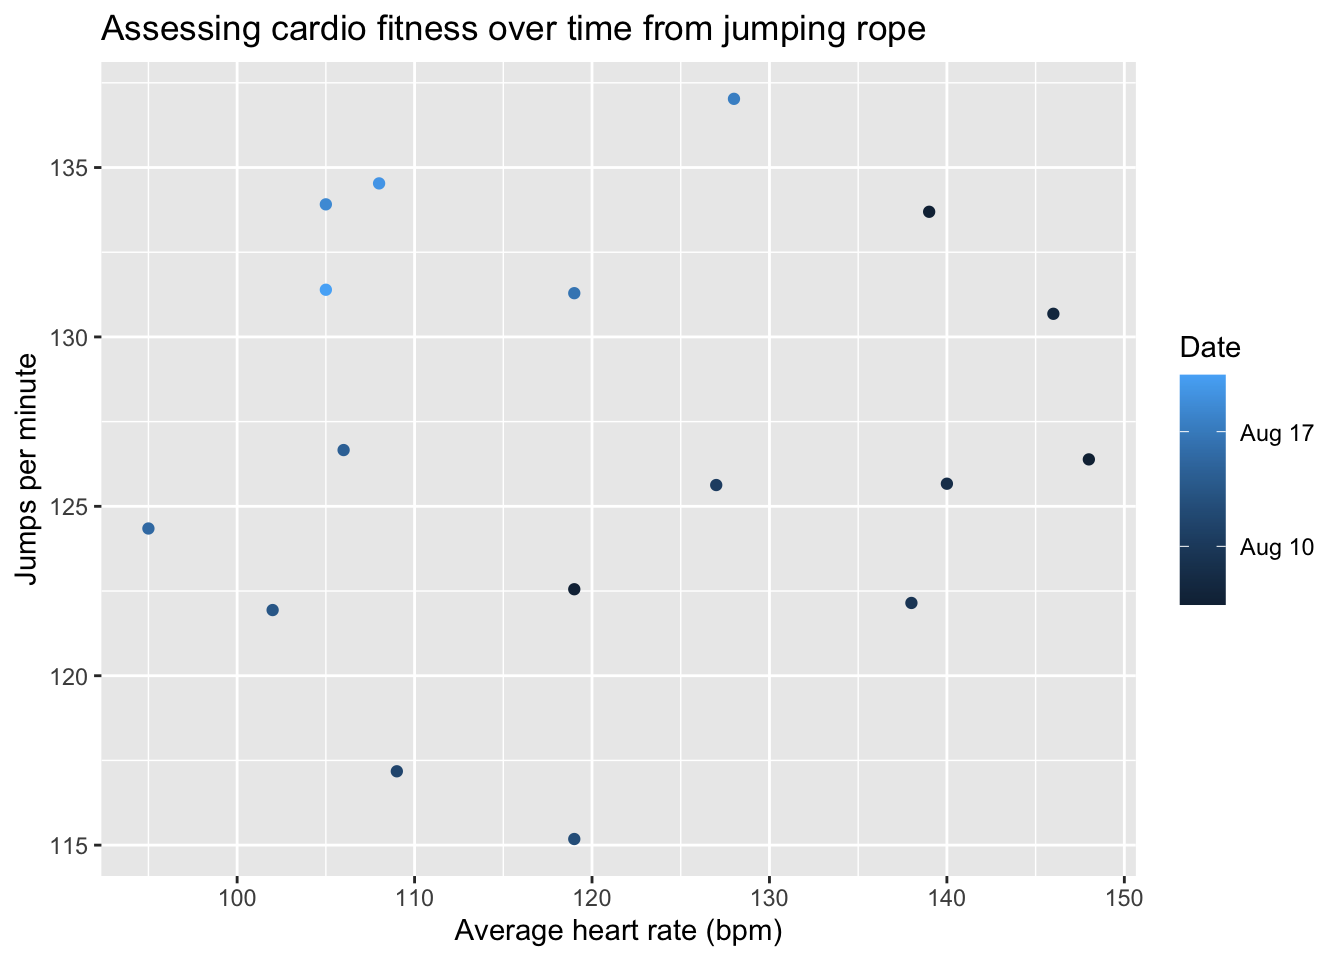 Assessing cardio fitness over time from jumping rope
135
130
125
120
115
Jumps per minute
100 110 120 130 140 150
Average heart rate (bpm)
Date
Aug 17
Aug 10